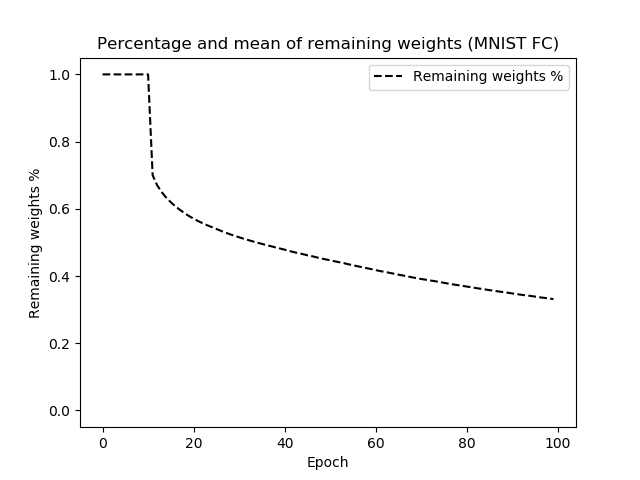 Percentage and mean of remaining weights (MNIST FC)
Remaining weights %
1.0
0.8
0.6
0.4
0.2
0.0
Remaining weights %
0 20 40 60 80 100
Epoch